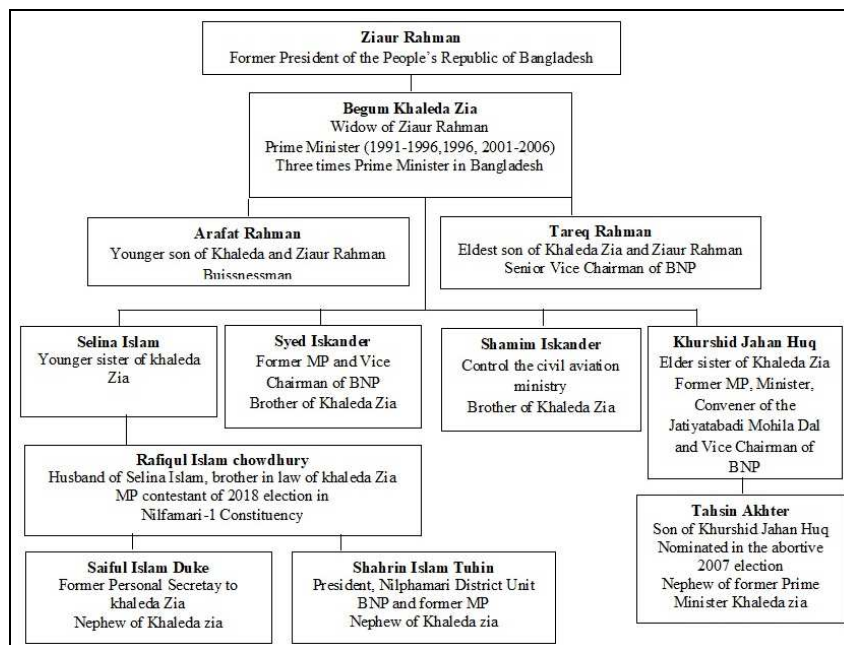 Ziaur Rahman
Former President of the People's Republic of Bangladesh
Begum Khaleda Zia
Widow of Ziaur Rahman
Prime Minister (1991-1996,1996, 2001-2006)
Three times Prime Minister in Bangladesh
Arafat Rahman
Younger son of Khaleda and Ziaur Rahman
Buissnessman
Tareq Rahman
Eldest son of Khaleda Zia and Ziaur Rahman
Senior Vice Chairman of BNP
Selina Islam
Younger sister of khaleda
Zia
Syed Iskander
Former MP and Vice
Chairman of BNP
Brother of Khaleda Zia
Shamim Iskander
Control the civil aviation
ministry
Brother of Khaleda Zia
Khurshid Jahan Huq
Elder sister of Khaleda Zia
Former MP, Minister,
Convener of the
Jatiyatabadi Mohila Dal
and Vice Chairman of
BNP
Rafiqul Islam chowdhury
Husband of Selina Islam, brother in law of khaleda Zia
MP contestant of 2018 election in
Nilfamari-1 Constituency
Tahsin Akhter
Son of Khurshid Jahan Huq
Nominated in the abortive
2007 election
Nephew of former Prime
Minister Khaleda zia
Saiful Islam Duke
Former Personal Secretay to
khaleda Zia
Nephew of Khaleda zia
Shahrin Islam Tuhin
President, Nilphamari District Unit
BNP and former MP
Nephew of Khaleda zia